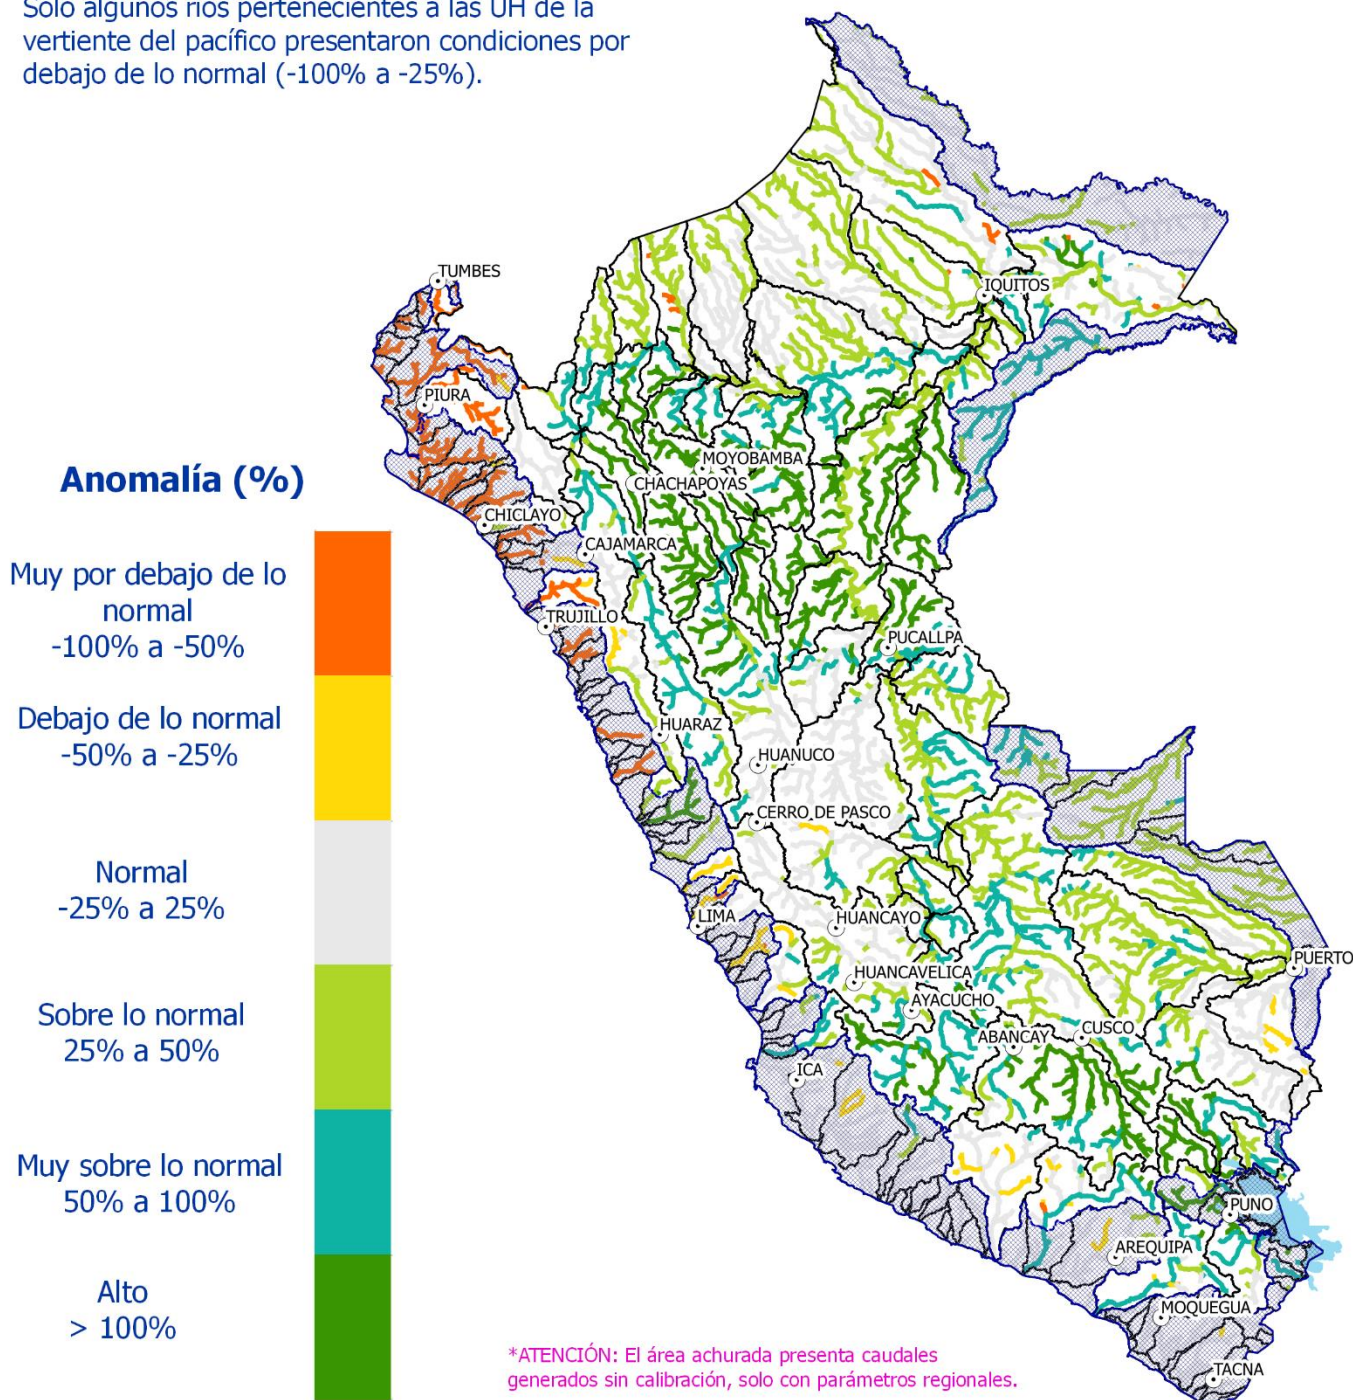 Solo algunos ríos pertenecientes a las UH de la
vertiente del pacífico presentaron condiciones por
debajo de lo normal (-100% a -25%).
TUMBES
IQUITOS
PIURA
MOYOBAMBA
CHACHAPOYAS
CHICLAYO
CAJAMARCA
TRUJILLO
PUCALLPA
HUARAZ
HUANUCO
CERRO DE PASCO
LIMA
HUANCAYO
PUERTO
HUANCAVELICA
AYACUCHO
ABANCAY
CUSCO
ICA
PUNO
AREQUIPA
MOQUEGUA
TACNA
Anomalía (%)
Muy por debajo de lo
normal
-100% a -50%
Debajo de lo normal
-50% a -25%
Normal
-25% a 25%
Sobre lo normal
25% a 50%
Muy sobre lo normal
50% a 100%
Alto
> 100%
*ATENCIÓN: El área achurada presenta caudales
generados sin calibración, solo con parámetros regionales.